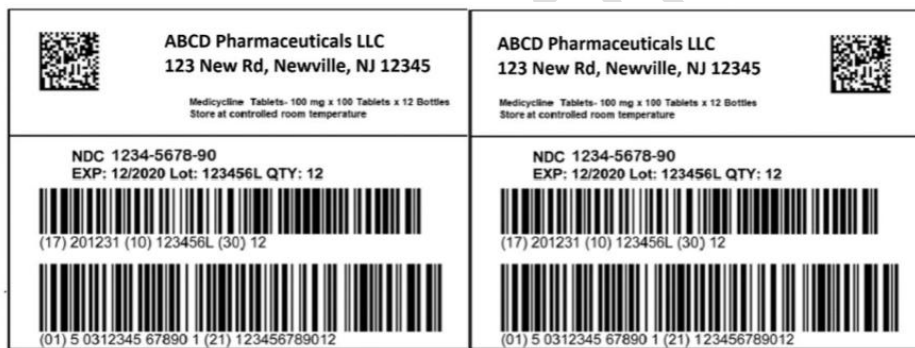 ABCD Pharmaceuticals LLC
123 New Rd, Newville, NJ 12345
Medicycline Tablets- 100 mg x 100 Tablets x 12 Bottles
Store at controlled room temperature
NDC 1234-5678-90
EXP: 12/2020 Lot: 123456L QTY: 12
(17) 201231 (10) 123456L (30) 12
(01) 5 0312345 67890 1 (21) 123456789012
ABCD Pharmaceuticals LLC
123 New Rd, Newville, NJ 12345
Medicycline Tablets- 100 mg x 100 Tablets x 12 Bottles
Store at controlled room temperature
NDC 1234-5678-90
EXP: 12/2020 Lot: 123456L QTY: 12
(17) 201231 (10) 123456L (30) 12
(01) 5 0312345 67890 1 (21) 123456789012